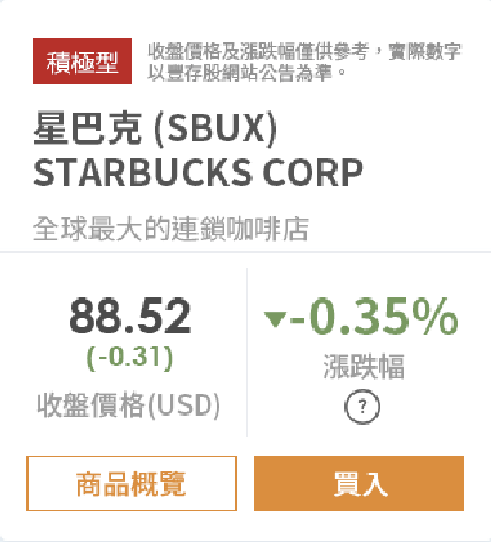 積極型
收盤價格及漲跌幅僅供參考，實際數字
以豐存股網站公告為準。
星巴克 (SBUX)
STARBUCKS CORP
全球最大的連鎖咖啡店
88.52
(-0.31)
收盤價格(USD)
▼-0.35%
漲跌幅
?
商品概覽
買入